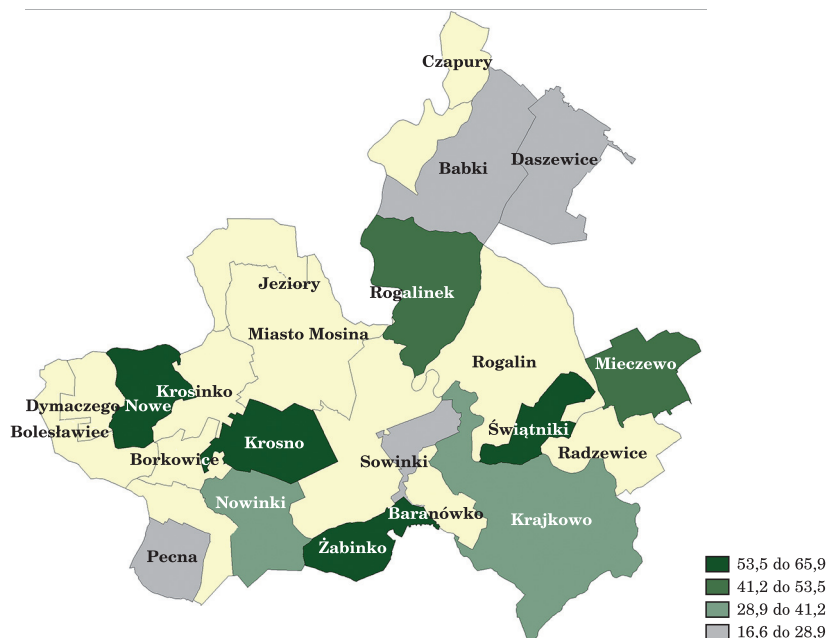 Czapury
Babki
Daszewice
Rogalinek
Jeziory
Miasto Mosina
Rogalin
Mieczewo
Krosinko
Dymaczego Nowe
Bolesławiec
Świątniki
Krosno
Radzewice
Borkowice
Sowinki
Nowinki
Baranówko
Krajkowo
Żabinko
Pecna
53,5 do 65,9
41,2 do 53,5
28,9 do 41,2
16,6 do 28,9